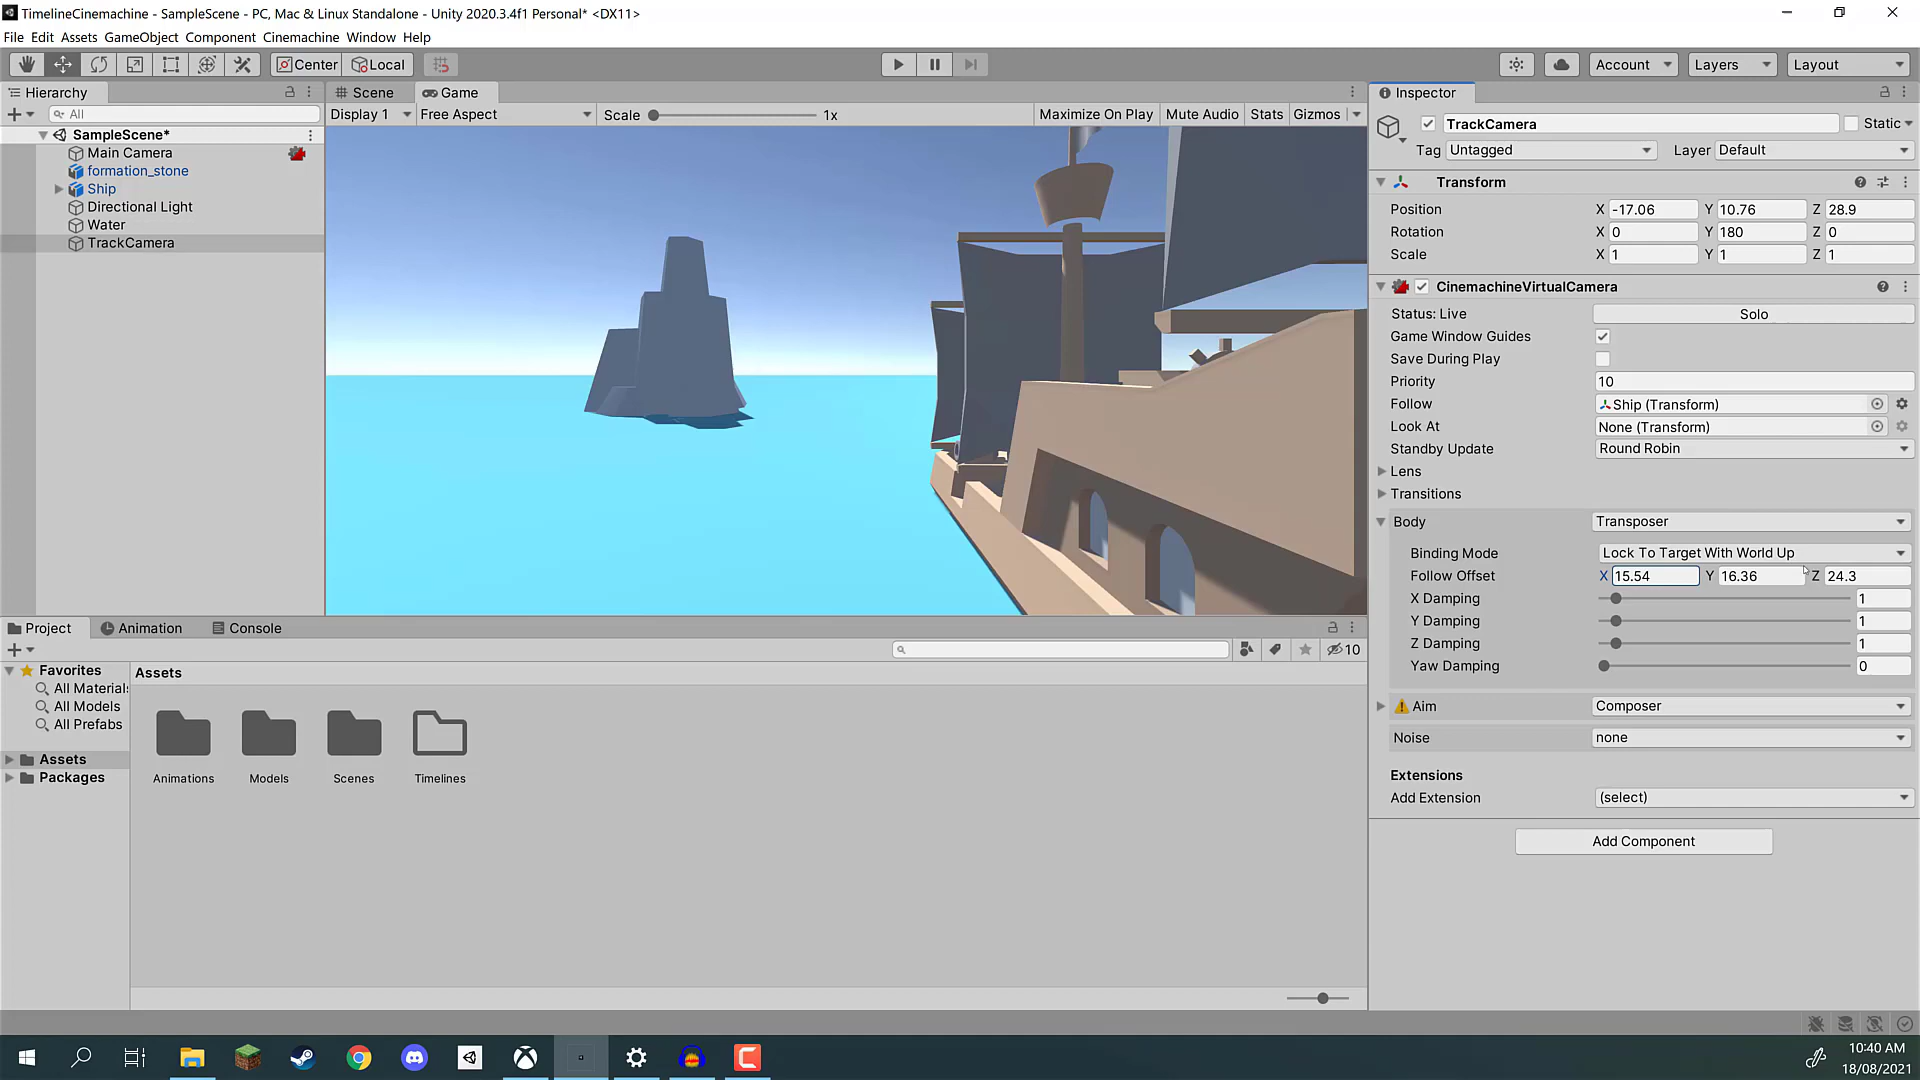 TimelineCinemachine - SampleScene - PC, Mac & Linux Standalone - Unity 2020.3.4f1 Personal* <DX11>
File Edit Assets GameObject Component Cinemachine Window Help
Center Local Account Layers Layout
Hierarchy
All
SampleScene*
Main Camera
formation_stone
Ship
Directional Light
Water
TrackCamera
Scene Game
Display 1 Free Aspect Scale 1x Maximize On Play Mute Audio Stats Gizmos
Inspector
TrackCamera Static
Tag Untagged Layer Default
Transform
Position X -17.06 Y 10.76 Z 28.9
Rotation X 0 Y 180 Z 0
Scale X 1 Y 1 Z 1
CinemachineVirtualCamera
Status: Live Solo
Game Window Guides
Save During Play
Priority 10
Follow Ship (Transform)
Look At None (Transform)
Standby Update Round Robin
Lens
Transitions
Body Transposer
Binding Mode Lock To Target With World Up
Follow Offset X 15.54 Y 16.36 Z 24.3
X Damping 1
Y Damping 1
Z Damping 1
Yaw Damping 0
Aim Composer
Noise none
Extensions
Add Extension (select)
Add Component
Project Animation Console
10
Favorites
All Materials
All Models
All Prefabs
Assets
Packages
Assets
Animations Models Scenes Timelines
10:40 AM
18/08/2021